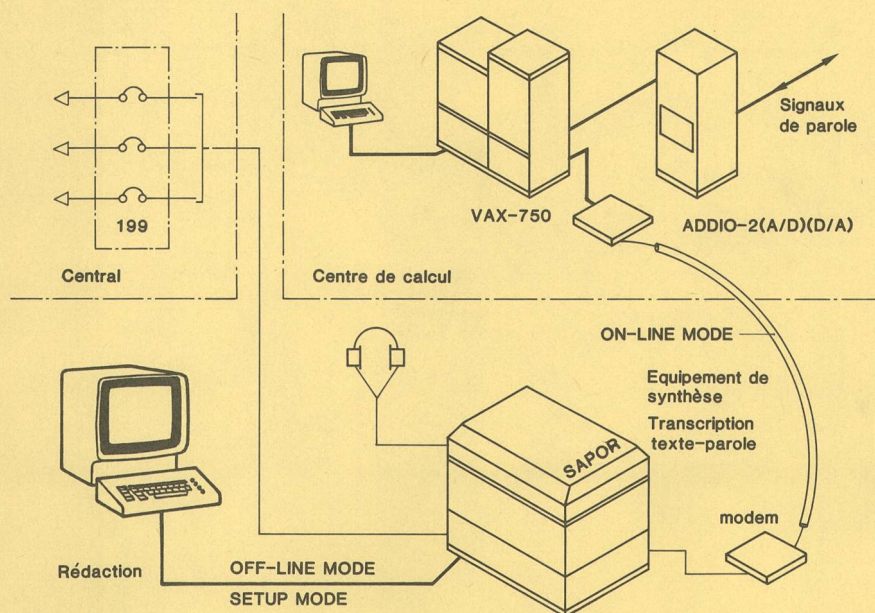 199
Central
VAX-750
Signaux
de parole
ADDIO-2(A/D)(D/A)
Centre de calcul
ON-LINE MODE
Equipement de
synthèse
Transcription
texte-parole
SAPOR
modem
Rédaction
OFF-LINE MODE
SETUP MODE